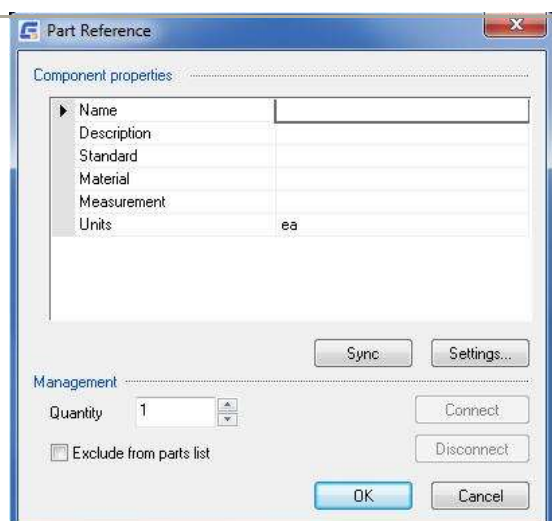 Part Reference
Component properties
Name
Description
Standard
Material
Measurement
Units ea
Sync Settings...
Management
Quantity 1 Connect
Exclude from parts list Disconnect
OK Cancel